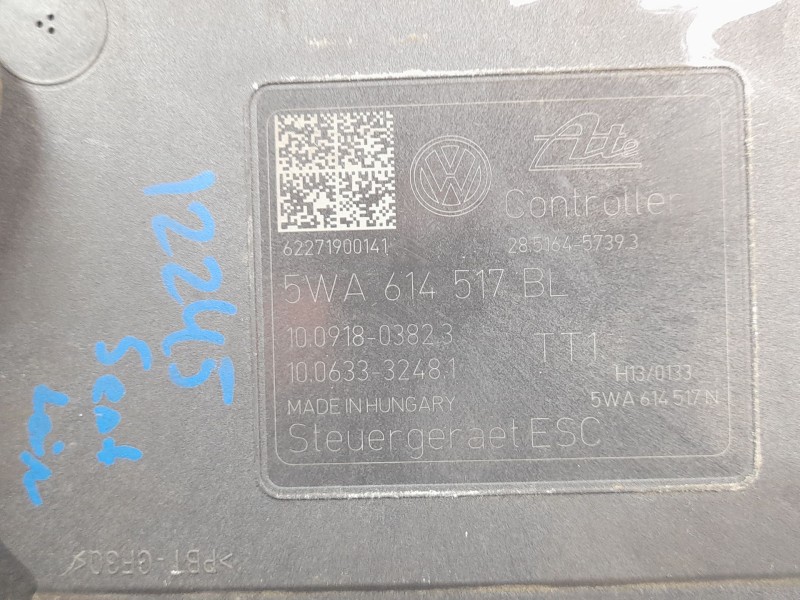 Ate
Controller
62271900141
28.5164-5739.3
5WA 614 517 BL
10.0918-0382.3
TT1
10.0633-3248.1
H13/0133
MADE IN HUNGARY
5WA 614 517 N
Steuergeraet ESC
12245
Seat
>PBT-GF30<